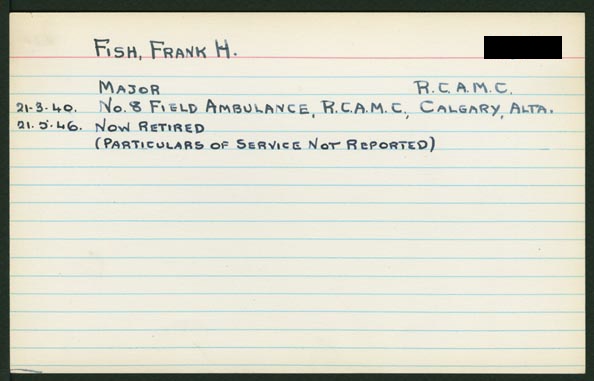 FISH, FRANK H.
MAJOR R.C.A.M.C.
21-3-40. NO. 8 FIELD AMBULANCE, R.C.A.M.C, CALGARY, ALTA.
21.5.46. NOW RETIRED
(PARTICULARS OF SERVICE NOT REPORTED)